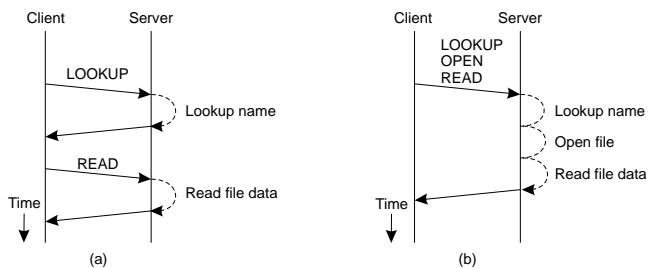 Client
Server
LOOKUP
Lookup name
READ
Read file data
Time
(a)
Client
Server
LOOKUP
OPEN
READ
Lookup name
Open file
Read file data
Time
(b)